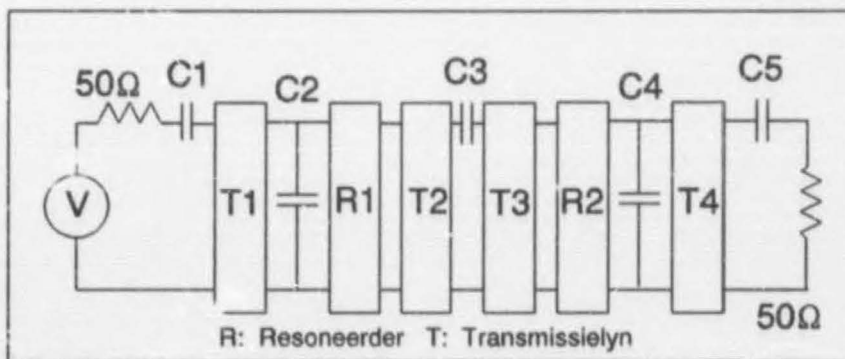 50Ω C1 C2 C3 C4 C5
V T1 R1 T2 T3 R2 T4
50Ω
R: Resoneerder T: Transmissielyn